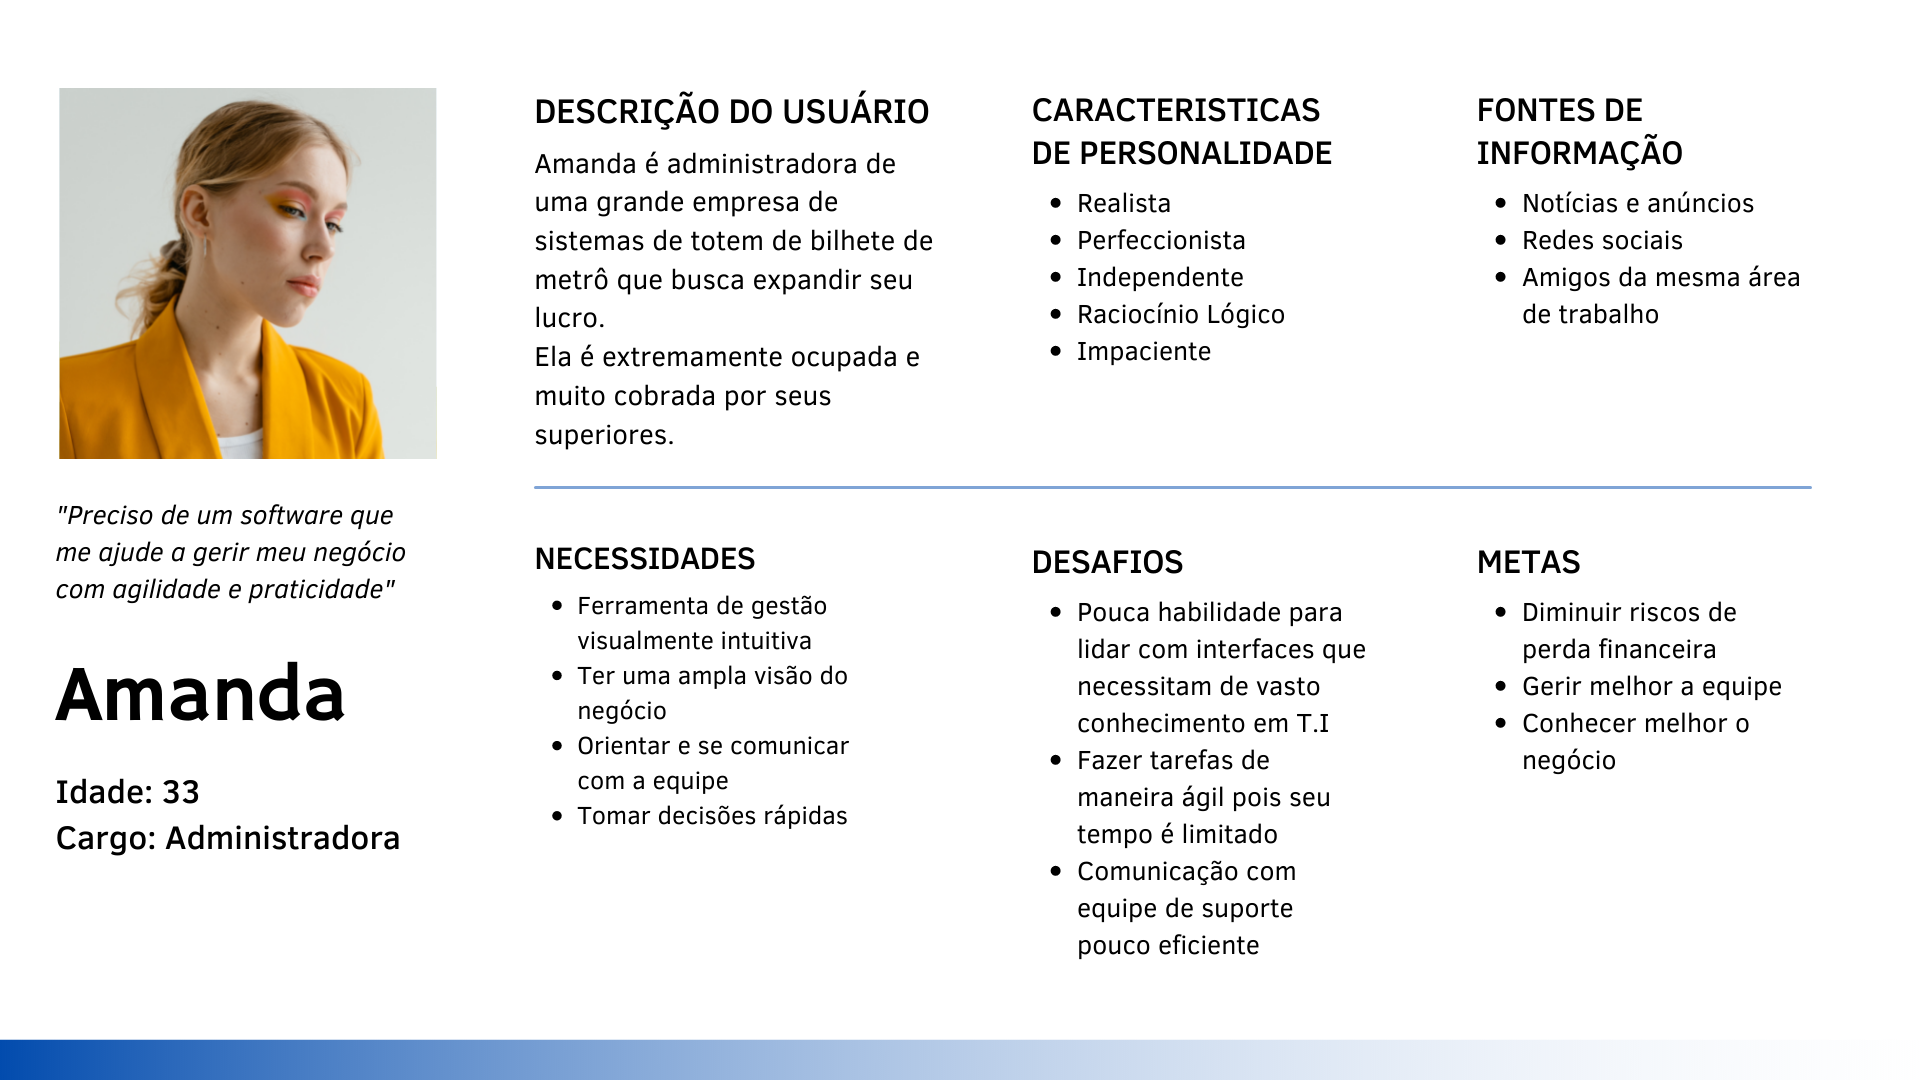 "Preciso de um software que
me ajude a gerir meu negócio
com agilidade e praticidade"
Amanda
Idade: 33
Cargo: Administradora
DESCRIÇÃO DO USUÁRIO
Amanda é administradora de
uma grande empresa de
sistemas de totem de bilhete de
metrô que busca expandir seu
lucro.
Ela é extremamente ocupada e
muito cobrada por seus
superiores.
CARACTERISTICAS
DE PERSONALIDADE
• Realista
• Perfeccionista
• Independente
• Raciocínio Lógico
• Impaciente
FONTES DE
INFORMAÇÃO
• Notícias e anúncios
• Redes sociais
• Amigos da mesma área
de trabalho
NECESSIDADES
• Ferramenta de gestão
visualmente intuitiva
• Ter uma ampla visão do
negócio
• Orientar e se comunicar
com a equipe
• Tomar decisões rápidas
DESAFIOS
• Pouca habilidade para
lidar com interfaces que
necessitam de vasto
conhecimento em T.I
• Fazer tarefas de
maneira ágil pois seu
tempo é limitado
• Comunicação com
equipe de suporte
pouco eficiente
METAS
• Diminuir riscos de
perda financeira
• Gerir melhor a equipe
• Conhecer melhor o
negócio